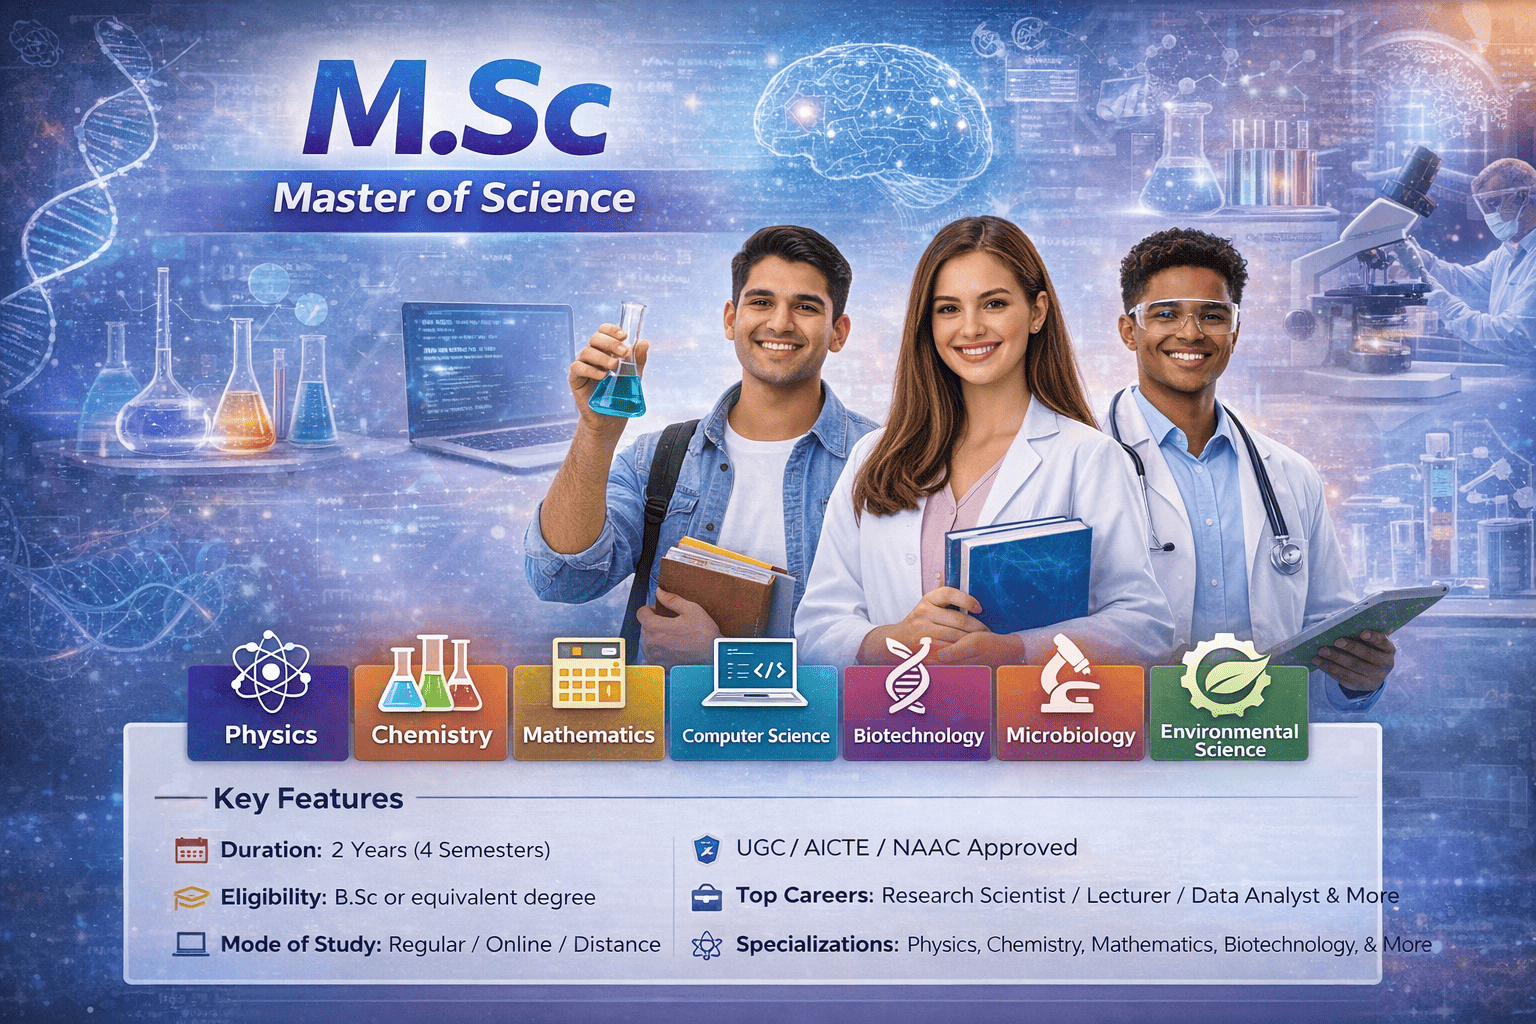 M.Sc
Master of Science
Physics
Chemistry
Mathematics
</>
Computer Science
Biotechnology
Microbiology
Environmental
Science
Key Features
Duration: 2 Years (4 Semesters)
Eligibility: B.Sc or equivalent degree
Mode of Study: Regular / Online / Distance
UGC / AICTE / NAAC Approved
Top Careers: Research Scientist / Lecturer / Data Analyst & More
Specializations: Physics, Chemistry, Mathematics, Biotechnology, & More